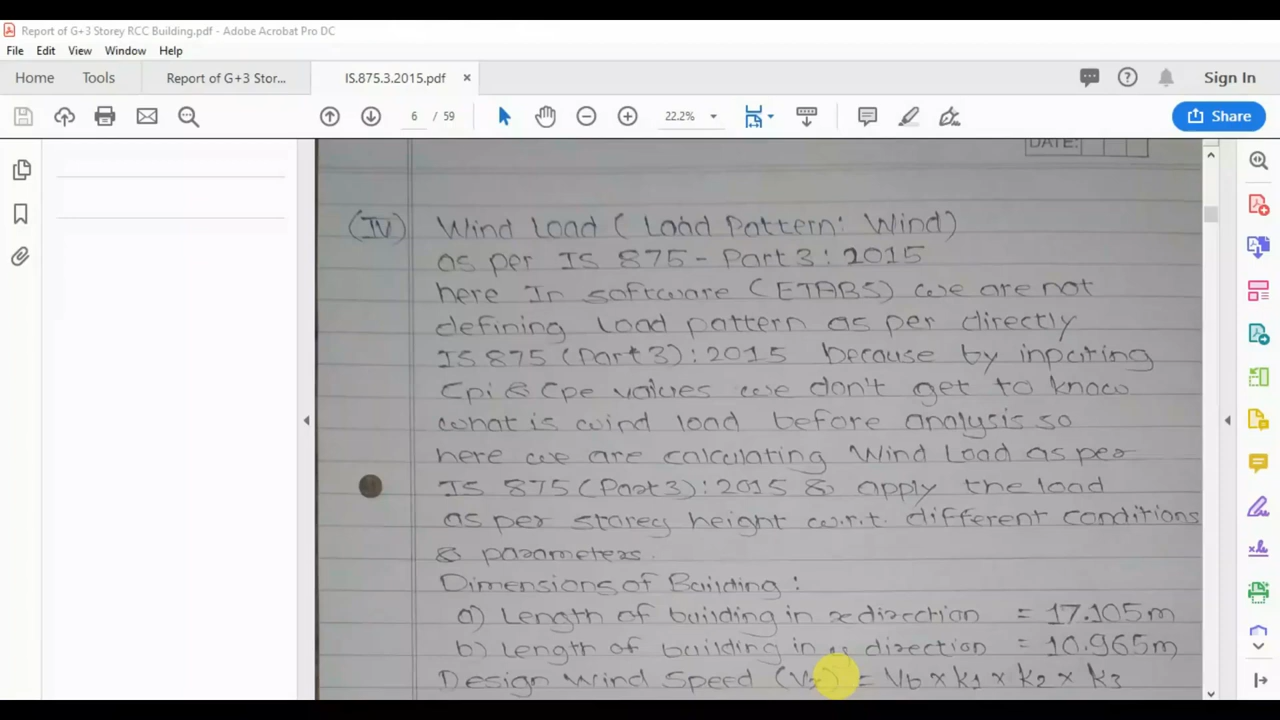 Report of G+3 Storey RCC Building.pdf - Adobe Acrobat Pro DC
File Edit View Window Help
Home Tools Report of G+3 Stor... IS.875.3.2015.pdf × Sign In
6 / 59 22.2% Share
DATE:
(IV) Wind Load ( Load Pattern: Wind)
as per IS 875 - Part 3 : 2015
here In software (ETABS) we are not
defining load pattern as per directly
IS 875 (Part 3) : 2015 because by inputing
Cpi & Cpe values we don't get to know
what is wind load before analysis so
here we are calculating Wind Load as per
IS 875 (Part 3) : 2015 & apply the load
as per storey height w.r.t. different conditions
& parameters.
Dimensions of Building :
a) Length of building in x direction = 17.105m
b) Length of building in y direction = 10.965m
Design Wind Speed (Vz) = Vb × k1 × k2 × k3